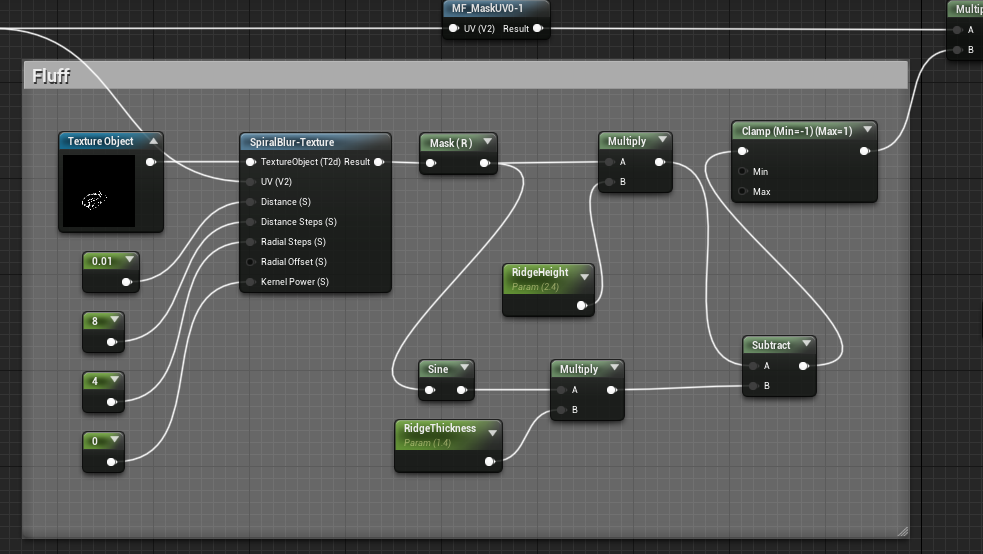 MF_MaskUV0-1
UV (V2) Result
A
B
Fluff
Texture Object
SpiralBlur-Texture
TextureObject (T2d) Result
UV (V2)
Distance (S)
Distance Steps (S)
Radial Steps (S)
Radial Offset (S)
Kernel Power (S)
0.01
8
4
0
Mask ( R )
Multiply
A
B
Clamp (Min=-1) (Max=1)
Min
Max
RidgeHeight
Param (2.4)
Sine
Multiply
A
B
Subtract
A
B
RidgeThickness
Param (1.4)